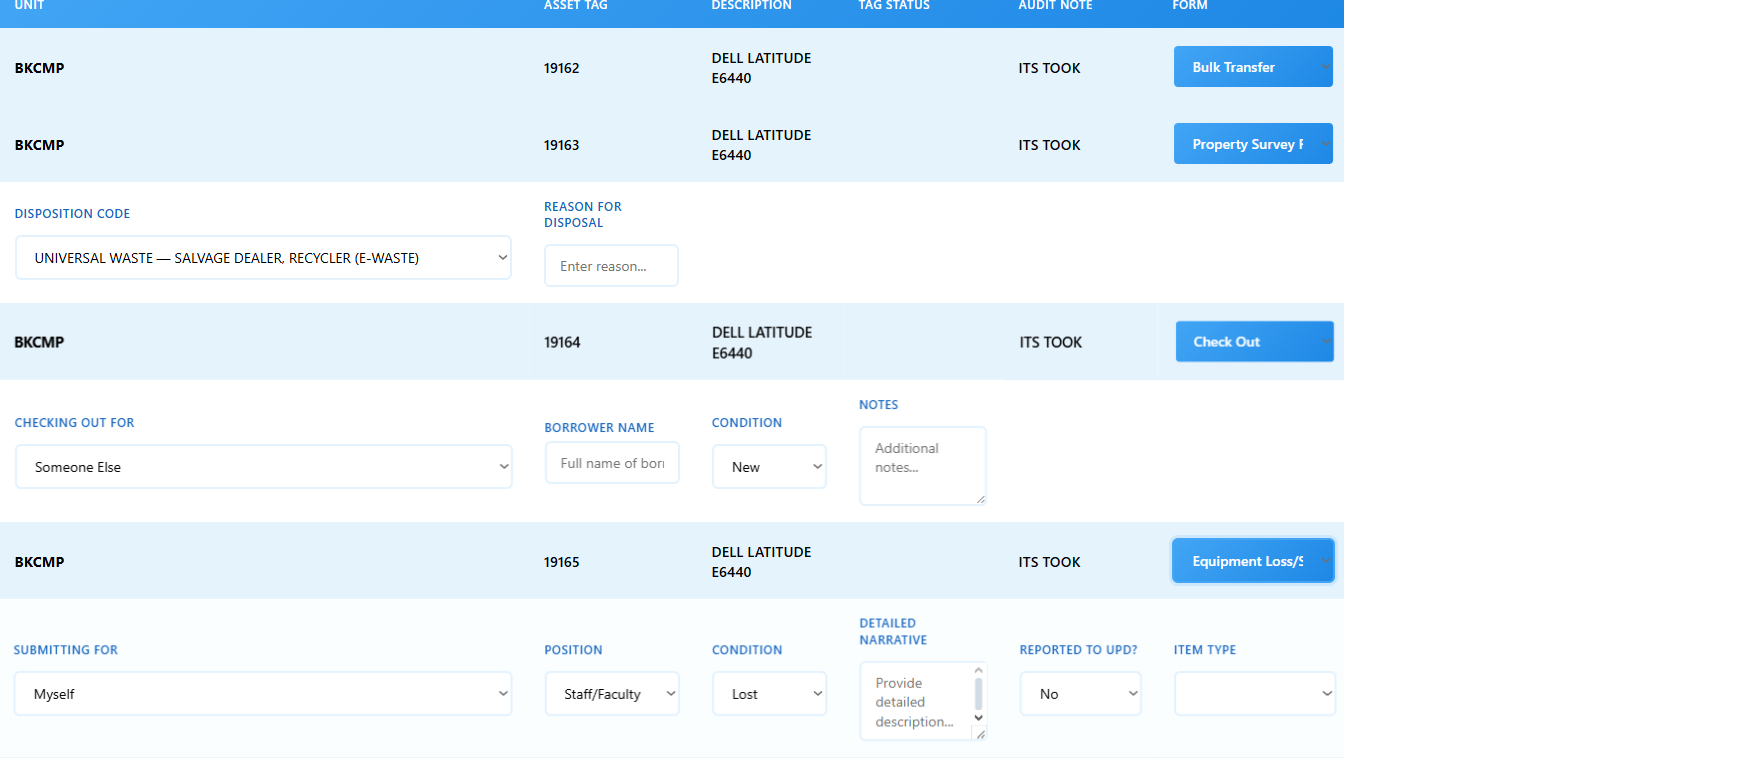 UNIT ASSET TAG DESCRIPTION TAG STATUS AUDIT NOTE FORM
BKCMP 19162 DELL LATITUDE E6440 ITS TOOK Bulk Transfer
BKCMP 19163 DELL LATITUDE E6440 ITS TOOK Property Survey F
DISPOSITION CODE REASON FOR DISPOSAL
UNIVERSAL WASTE — SALVAGE DEALER, RECYCLER (E-WASTE) Enter reason...
BKCMP 19164 DELL LATITUDE E6440 ITS TOOK Check Out
CHECKING OUT FOR BORROWER NAME CONDITION NOTES
Someone Else Full name of borr New Additional notes...
BKCMP 19165 DELL LATITUDE E6440 ITS TOOK Equipment Loss/S
SUBMITTING FOR POSITION CONDITION DETAILED NARRATIVE REPORTED TO UPD? ITEM TYPE
Myself Staff/Faculty Lost Provide detailed description... No